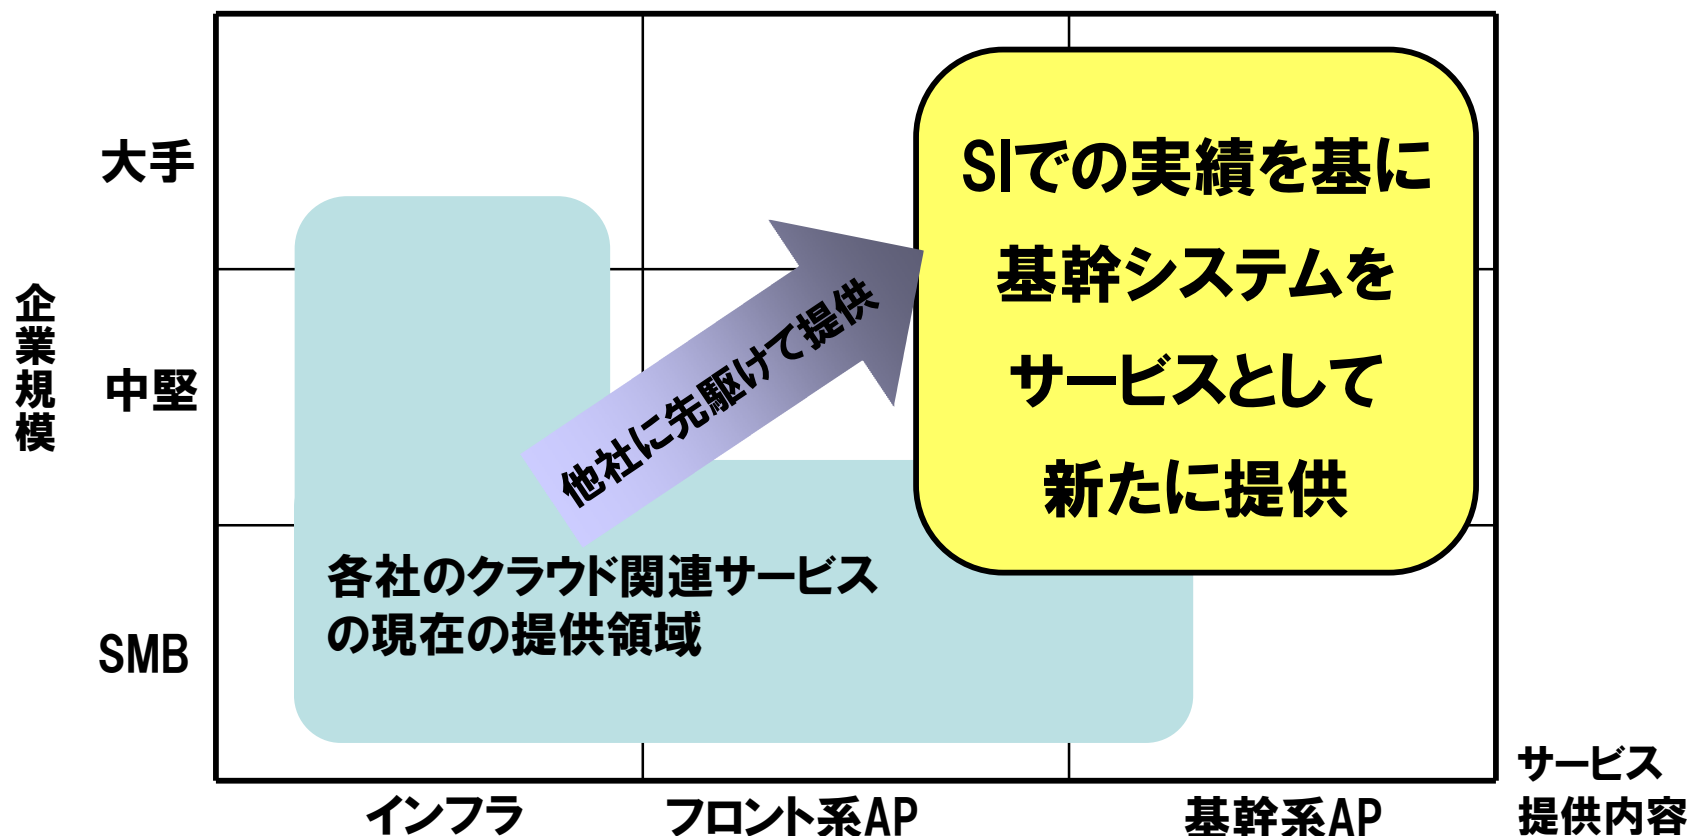 大手
SIでの実績を基に
基幹システムを
サービスとして
新たに提供
他社に先駆けて提供
企業規模
中堅
各社のクラウド関連サービス
の現在の提供領域
SMB
サービス
提供内容
インフラ
フロント系AP
基幹系AP